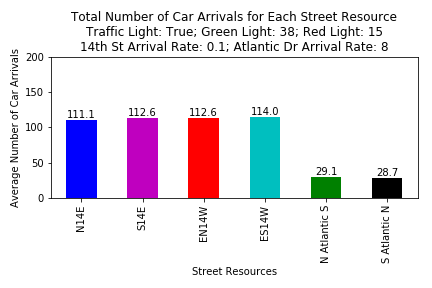 Total Number of Car Arrivals for Each Street Resource
Traffic Light: True; Green Light: 38; Red Light: 15
14th St Arrival Rate: 0.1; Atlantic Dr Arrival Rate: 8
Average Number of Car Arrivals
200
150
100
50
0
111.1
112.6
112.6
114.0
29.1
28.7
N14E
S14E
EN14W
ES14W
N Atlantic S
S Atlantic N
Street Resources